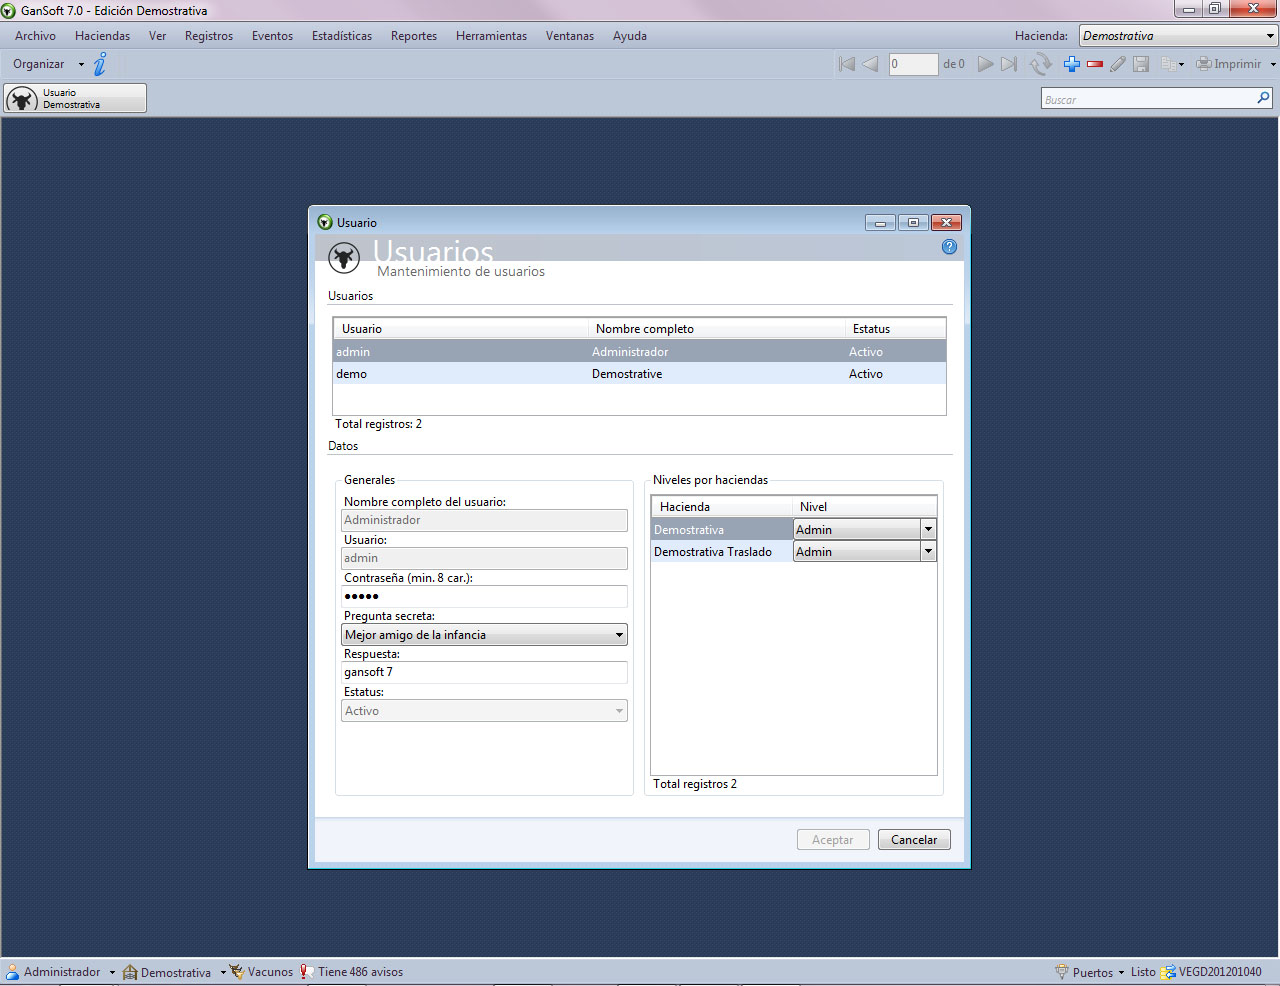 GanSoft 7.0 - Edición Demostrativa
Archivo Haciendas Ver Registros Eventos Estadísticas Reportes Herramientas Ventanas Ayuda Hacienda: Demostrativa
Organizar 0 de 0 Imprimir
Usuario
Demostrativa
Buscar
Usuario
Usuarios
Mantenimiento de usuarios
Usuarios
Usuario Nombre completo Estatus
admin Administrador Activo
demo Demostrative Activo
Total registros: 2
Datos
Generales
Nombre completo del usuario:
Administrador
Usuario:
admin
Contraseña (min. 8 car.):
•••••
Pregunta secreta:
Mejor amigo de la infancia
Respuesta:
gansoft 7
Estatus:
Activo
Niveles por haciendas
Hacienda Nivel
Demostrativa Admin
Demostrativa Traslado Admin
Total registros 2
Aceptar Cancelar
Administrador Demostrativa Vacunos Tiene 486 avisos Puertos Listo VEGD201201040